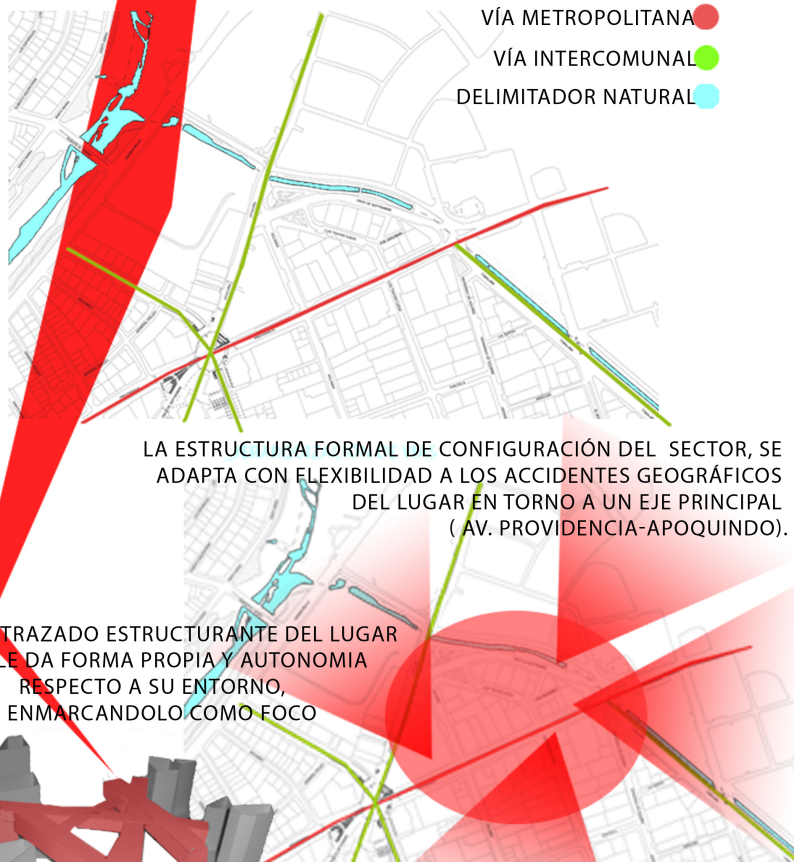 VÍA METROPOLITANA
VÍA INTERCOMUNAL
DELIMITADOR NATURAL
LA ESTRUCTURA FORMAL DE CONFIGURACIÓN DEL SECTOR, SE
ADAPTA CON FLEXIBILIDAD A LOS ACCIDENTES GEOGRÁFICOS
DEL LUGAR EN TORNO A UN EJE PRINCIPAL
( AV. PROVIDENCIA-APOQUINDO).
TRAZADO ESTRUCTURANTE DEL LUGAR
LE DA FORMA PROPIA Y AUTONOMIA
RESPECTO A SU ENTORNO,
ENMARCANDOLO COMO FOCO